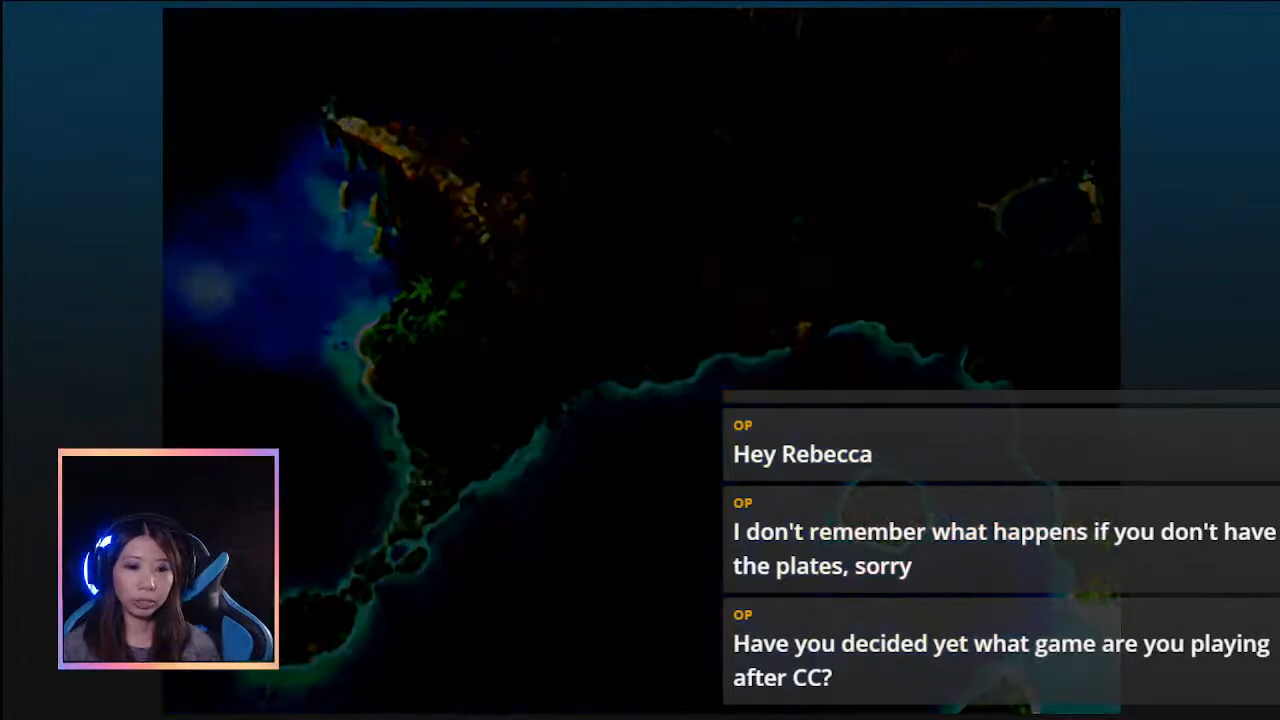 OP
Hey Rebecca
OP
I don't remember what happens if you don't have
the plates, sorry
OP
Have you decided yet what game are you playing
after CC?